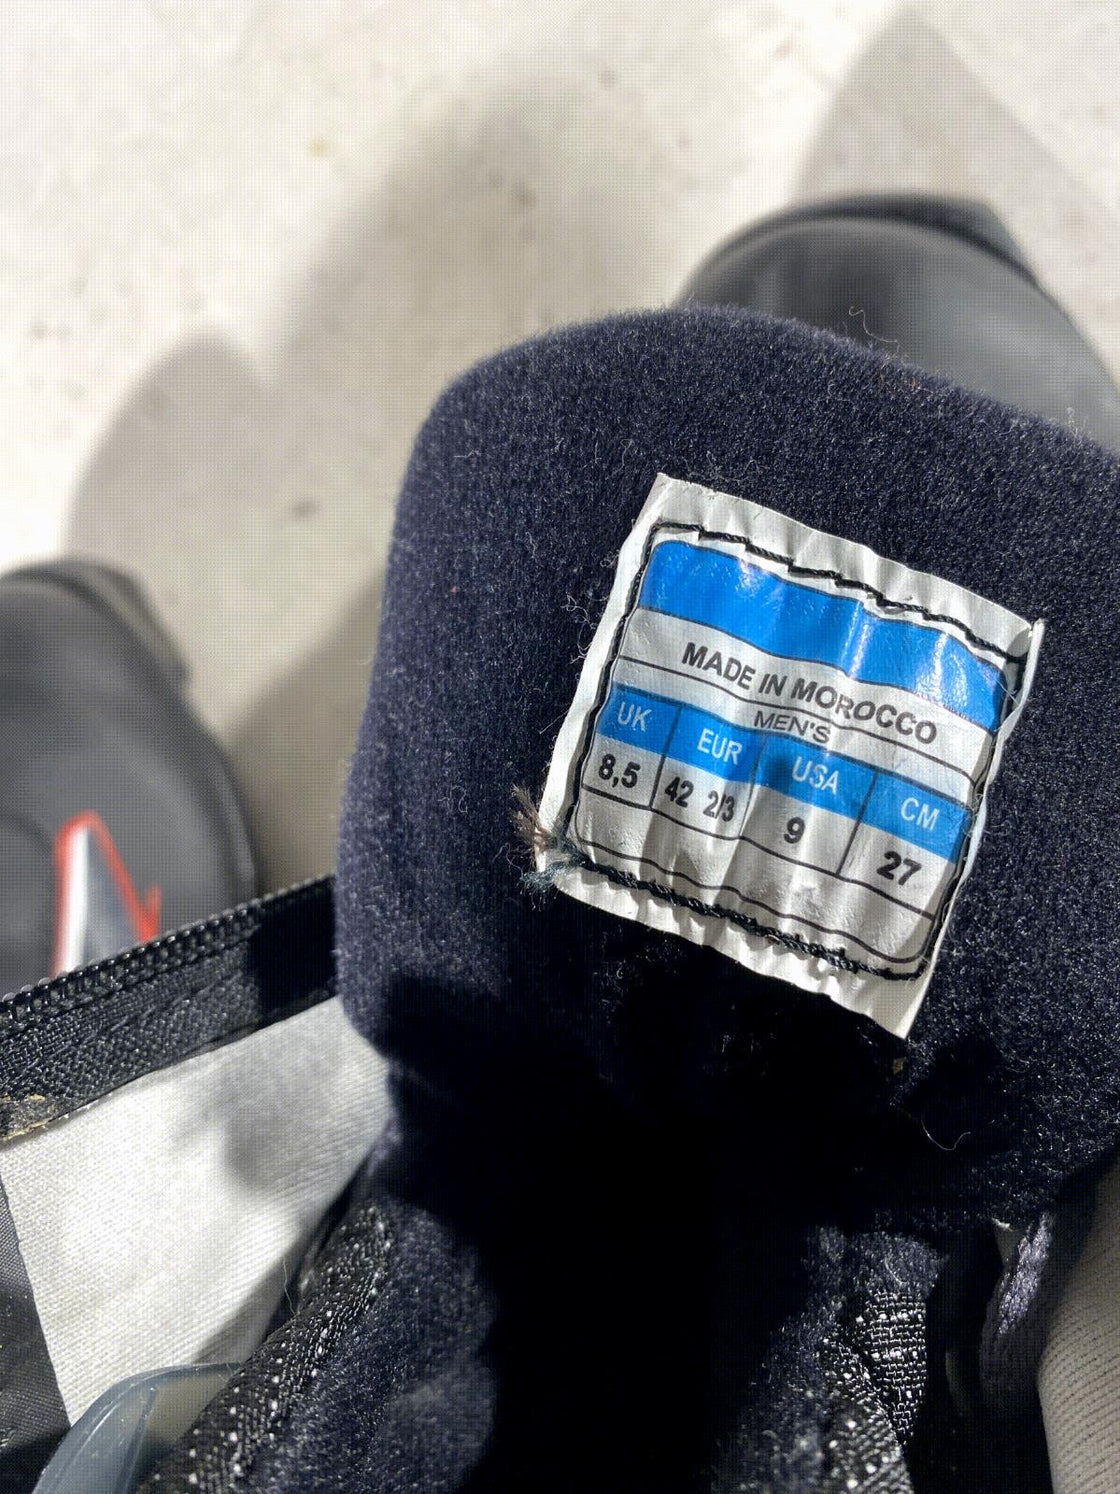 MADE IN MOROCCO
MEN'S
UK EUR USA CM
8,5 42 2/3 9 27